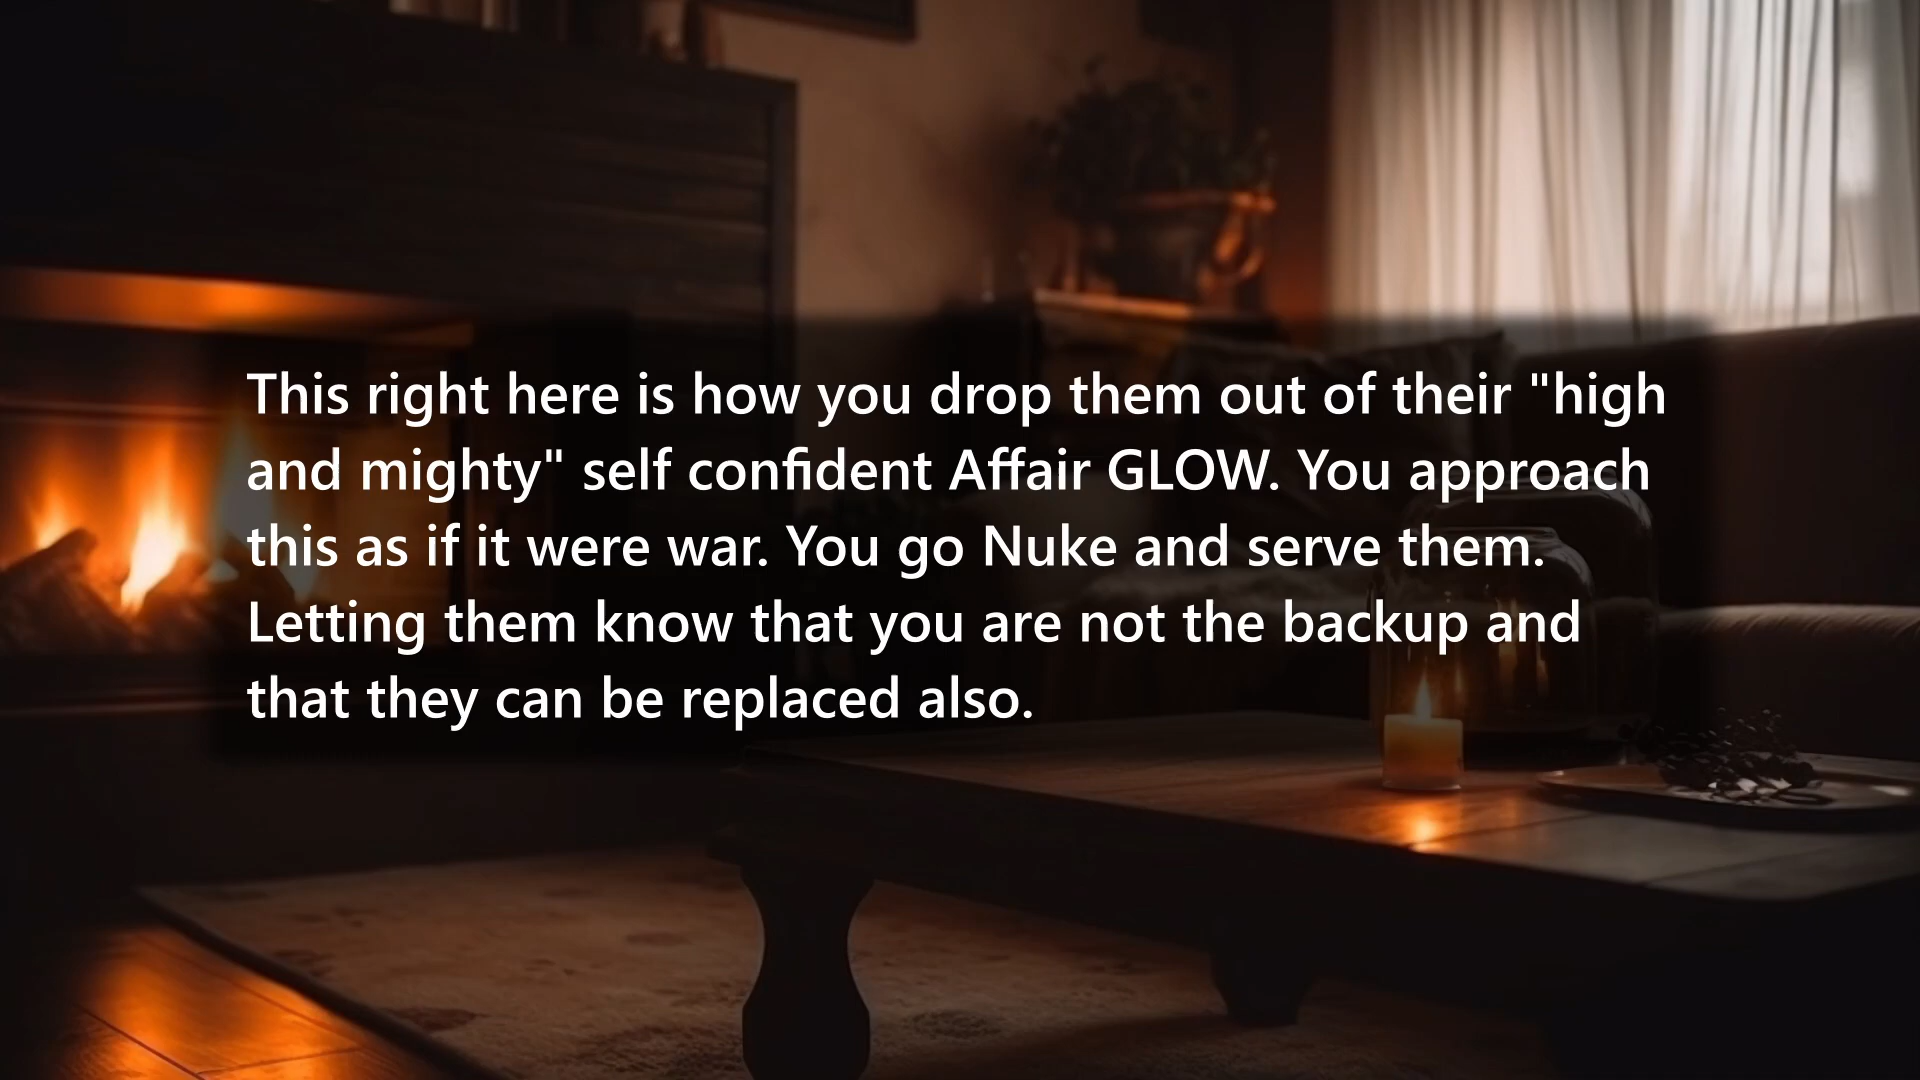 This right here is how you drop them out of their "high
and mighty" self confident Affair GLOW. You approach
this as if it were war. You go Nuke and serve them.
Letting them know that you are not the backup and
that they can be replaced also.